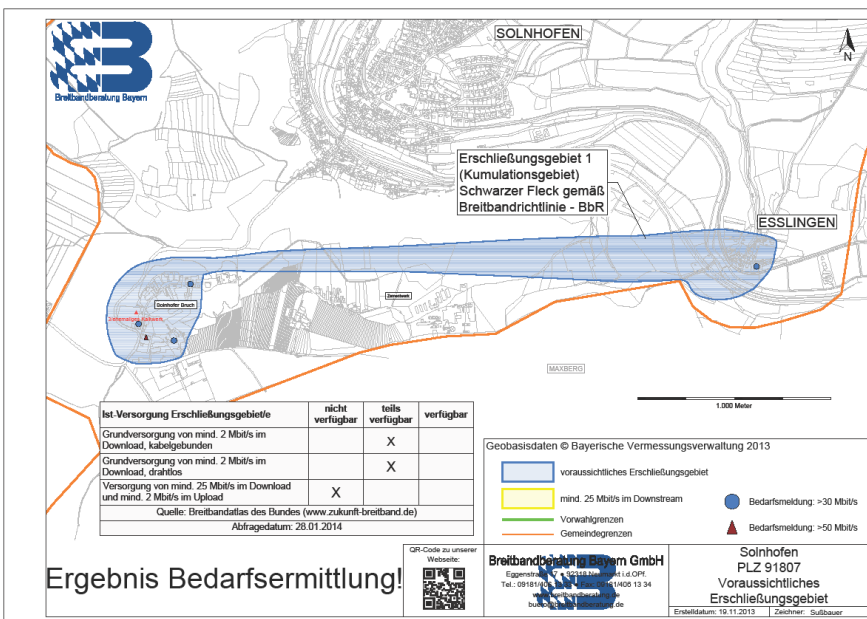 Breitbandberatung Bayern
SOLNHOFEN
N
Erschließungsgebiet 1
(Kumulationsgebiet)
Schwarzer Fleck gemäß
Breitbandrichtlinie - BbR
ESSLINGEN
Solnhofer Bruch
Zementwerk
MAXBERG
1.000 Meter
Ist-Versorgung Erschließungsgebiet/e
nicht
verfügbar
teils
verfügbar
verfügbar
Grundversorgung von mind. 2 Mbit/s im
Download, kabelgebunden
X
Grundversorgung von mind. 2 Mbit/s im
Download, drahtlos
X
Versorgung von mind. 25 Mbit/s im Download
und mind. 2 Mbit/s im Upload
X
Quelle: Breitbandatlas des Bundes (www.zukunft-breitband.de)
Abfragedatum: 28.01.2014
Geobasisdaten © Bayerische Vermessungsverwaltung 2013
voraussichtliches Erschließungsgebiet
mind. 25 Mbit/s im Downstream
Vorwahlgrenzen
Gemeindegrenzen
Bedarfsmeldung: >30 Mbit/s
Bedarfsmeldung: >50 Mbit/s
Ergebnis Bedarfsermittlung!
QR-Code zu unserer
Webseite:
Breitbandberatung Bayern GmbH
Solnhofen
PLZ 91807
Voraussichtliches
Erschließungsgebiet
Erstelldatum: 19.11.2013
Zeichner: Sußbauer